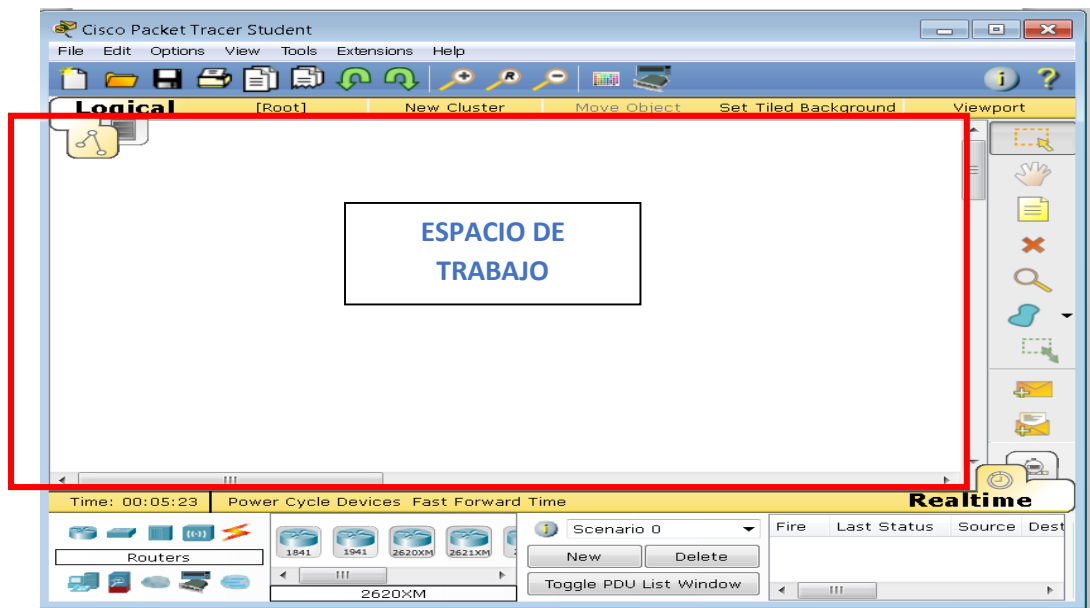 Cisco Packet Tracer Student
File Edit Options View Tools Extensions Help
Logical [Root] New Cluster Move Object Set Tiled Background Viewport
ESPACIO DE
TRABAJO
Time: 00:05:23 Power Cycle Devices Fast Forward Time Realtime
Routers
1841 1941 2620XM 2621XM
2620XM
Scenario 0
New Delete
Toggle PDU List Window
Fire Last Status Source Dest